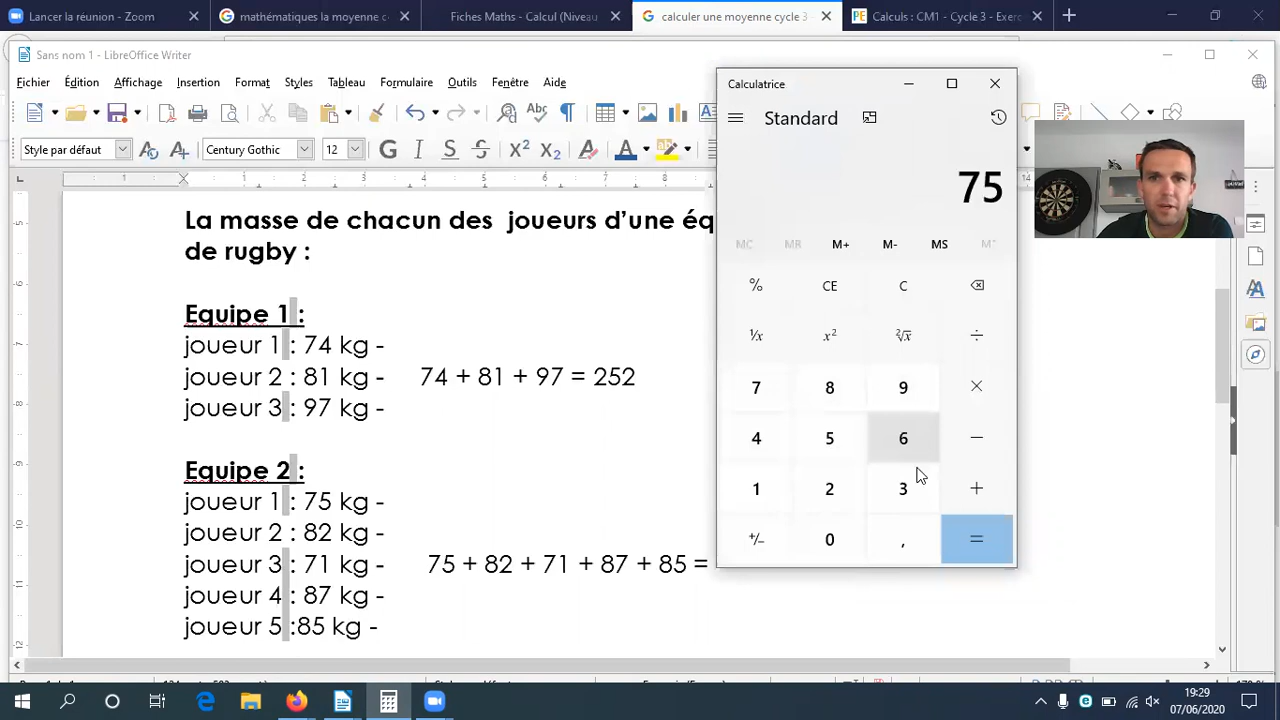 Lancer la réunion - Zoom
mathématiques la moyenne c
Fiches Maths - Calcul (Niveau
calculer une moyenne cycle 3
Calculs : CM1 - Cycle 3 - Exerc
Sans nom 1 - LibreOffice Writer
Fichier Édition Affichage Insertion Format Styles Tableau Formulaire Outils Fenêtre Aide
Style par défaut Century Gothic 12 G I S S X² X₂
La masse de chacun des joueurs d’une éq
de rugby :
Equipe 1 :
joueur 1 : 74 kg -
joueur 2 : 81 kg - 74 + 81 + 97 = 252
joueur 3 : 97 kg -
Equipe 2 :
joueur 1 : 75 kg -
joueur 2 : 82 kg -
joueur 3 : 71 kg - 75 + 82 + 71 + 87 + 85 =
joueur 4 : 87 kg -
joueur 5 :85 kg -
Calculatrice
Standard
75
MC MR M+ M- MS
% CE C
¹/x x² ²√x ÷
7 8 9 ×
4 5 6 −
1 2 3 +
+/− 0 , =
19:29
07/06/2020